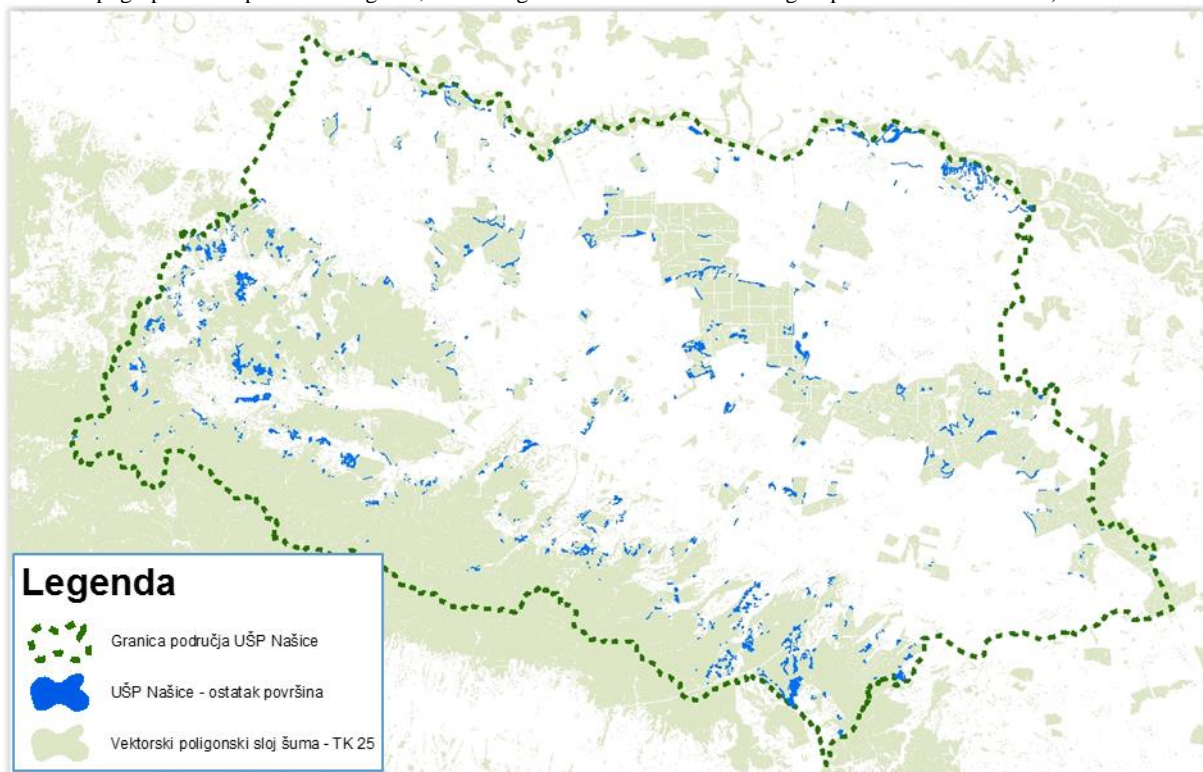 Legenda
Granica područja UŠP Našice
UŠP Našice - ostatak površina
Vektorski poligonski sloj šuma - TK 25